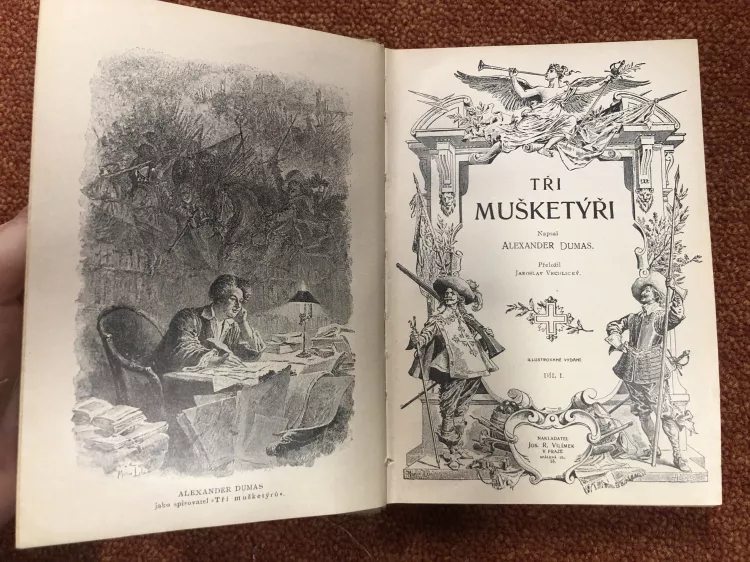 ALEXANDER DUMAS
jako spisovatel »Tří mušketýrů«.
TŘI
MUŠKETÝŘI
Napsal
ALEXANDER DUMAS.
Přeložil
JAROSLAV VRCHLICKÝ.
ILLUSTROVANÉ VYDÁNÍ
DÍL I.
NAKLADATEL
JOS. R. VILÍMEK
V PRAZE